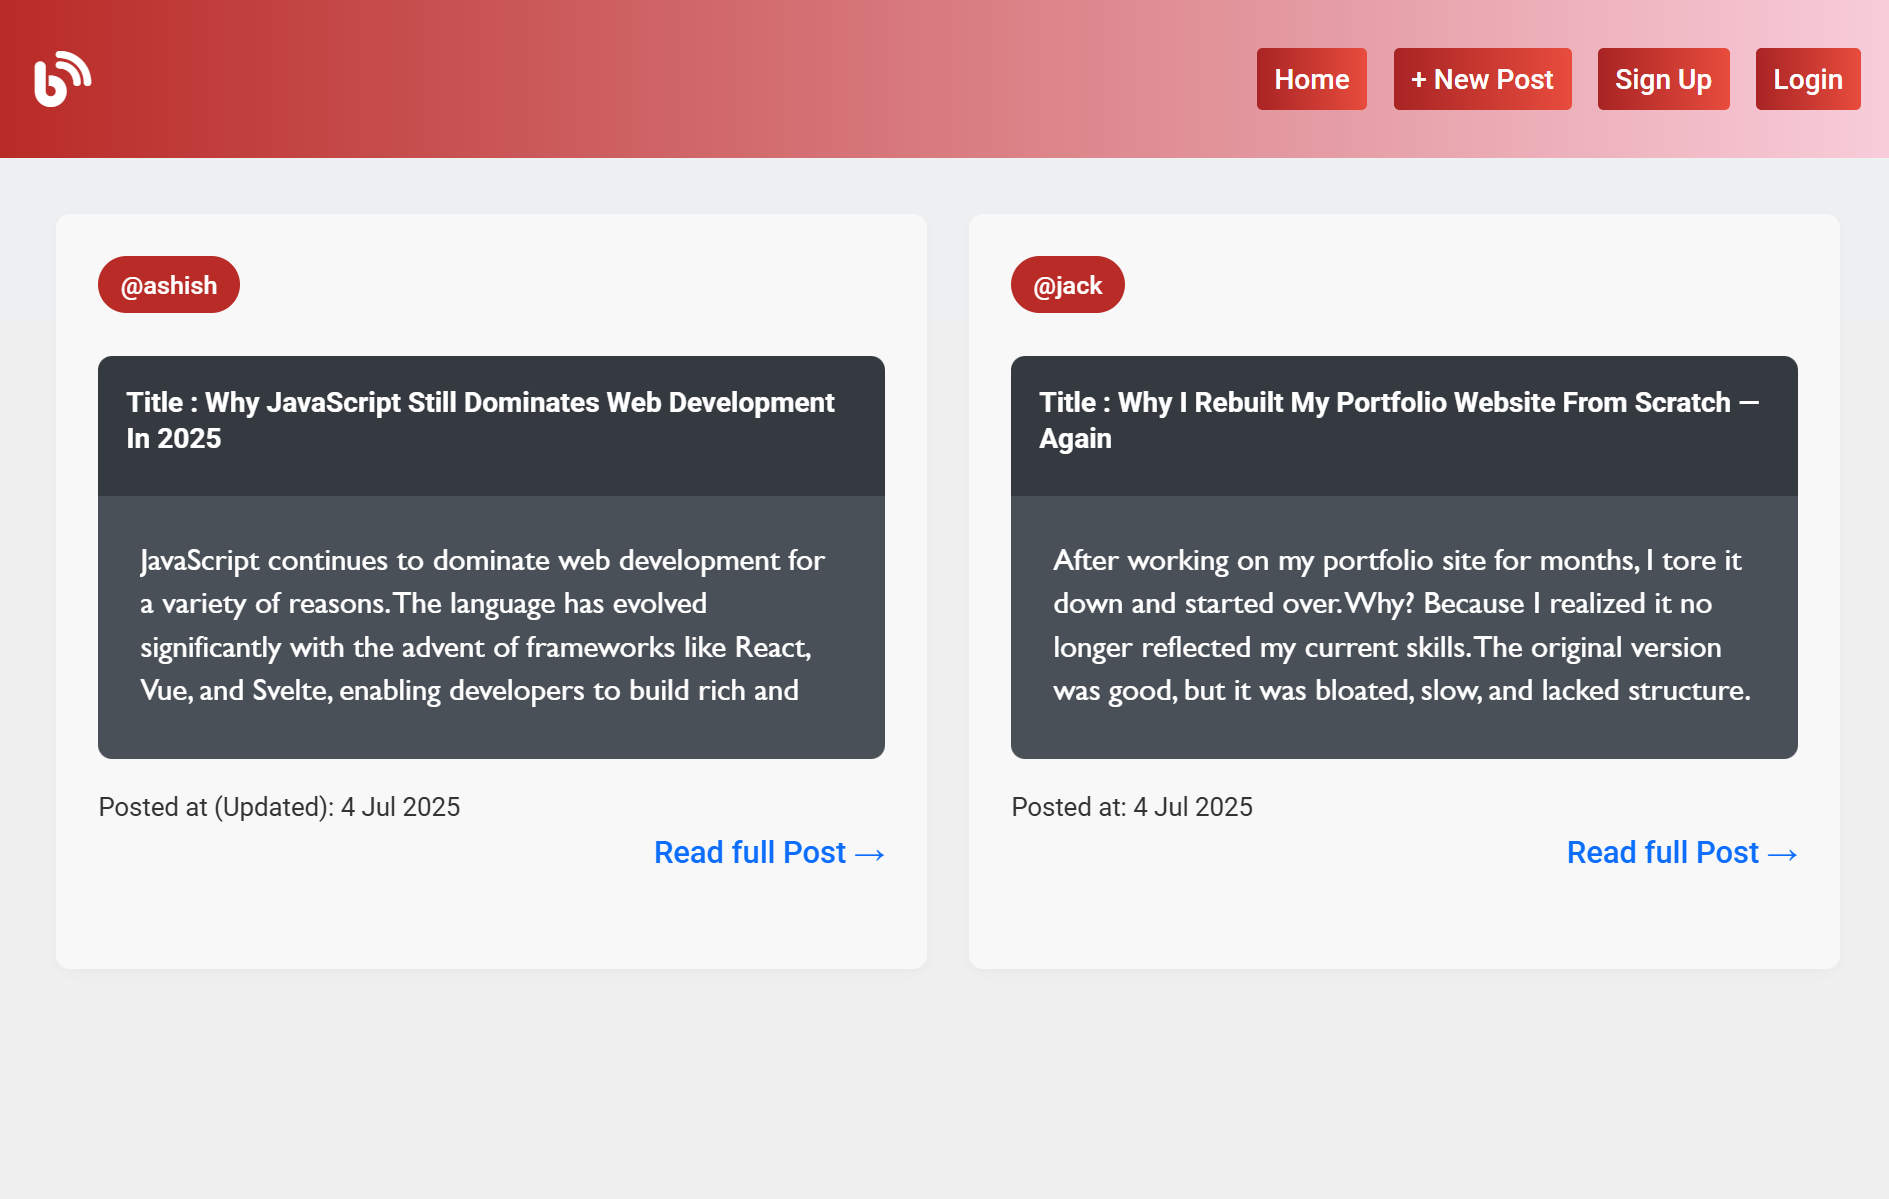 Home
+ New Post
Sign Up
Login
@ashish
Title : Why JavaScript Still Dominates Web Development
In 2025
JavaScript continues to dominate web development for
a variety of reasons. The language has evolved
significantly with the advent of frameworks like React,
Vue, and Svelte, enabling developers to build rich and
Posted at (Updated): 4 Jul 2025
Read full Post →
@jack
Title : Why I Rebuilt My Portfolio Website From Scratch —
Again
After working on my portfolio site for months, I tore it
down and started over. Why? Because I realized it no
longer reflected my current skills. The original version
was good, but it was bloated, slow, and lacked structure.
Posted at: 4 Jul 2025
Read full Post →